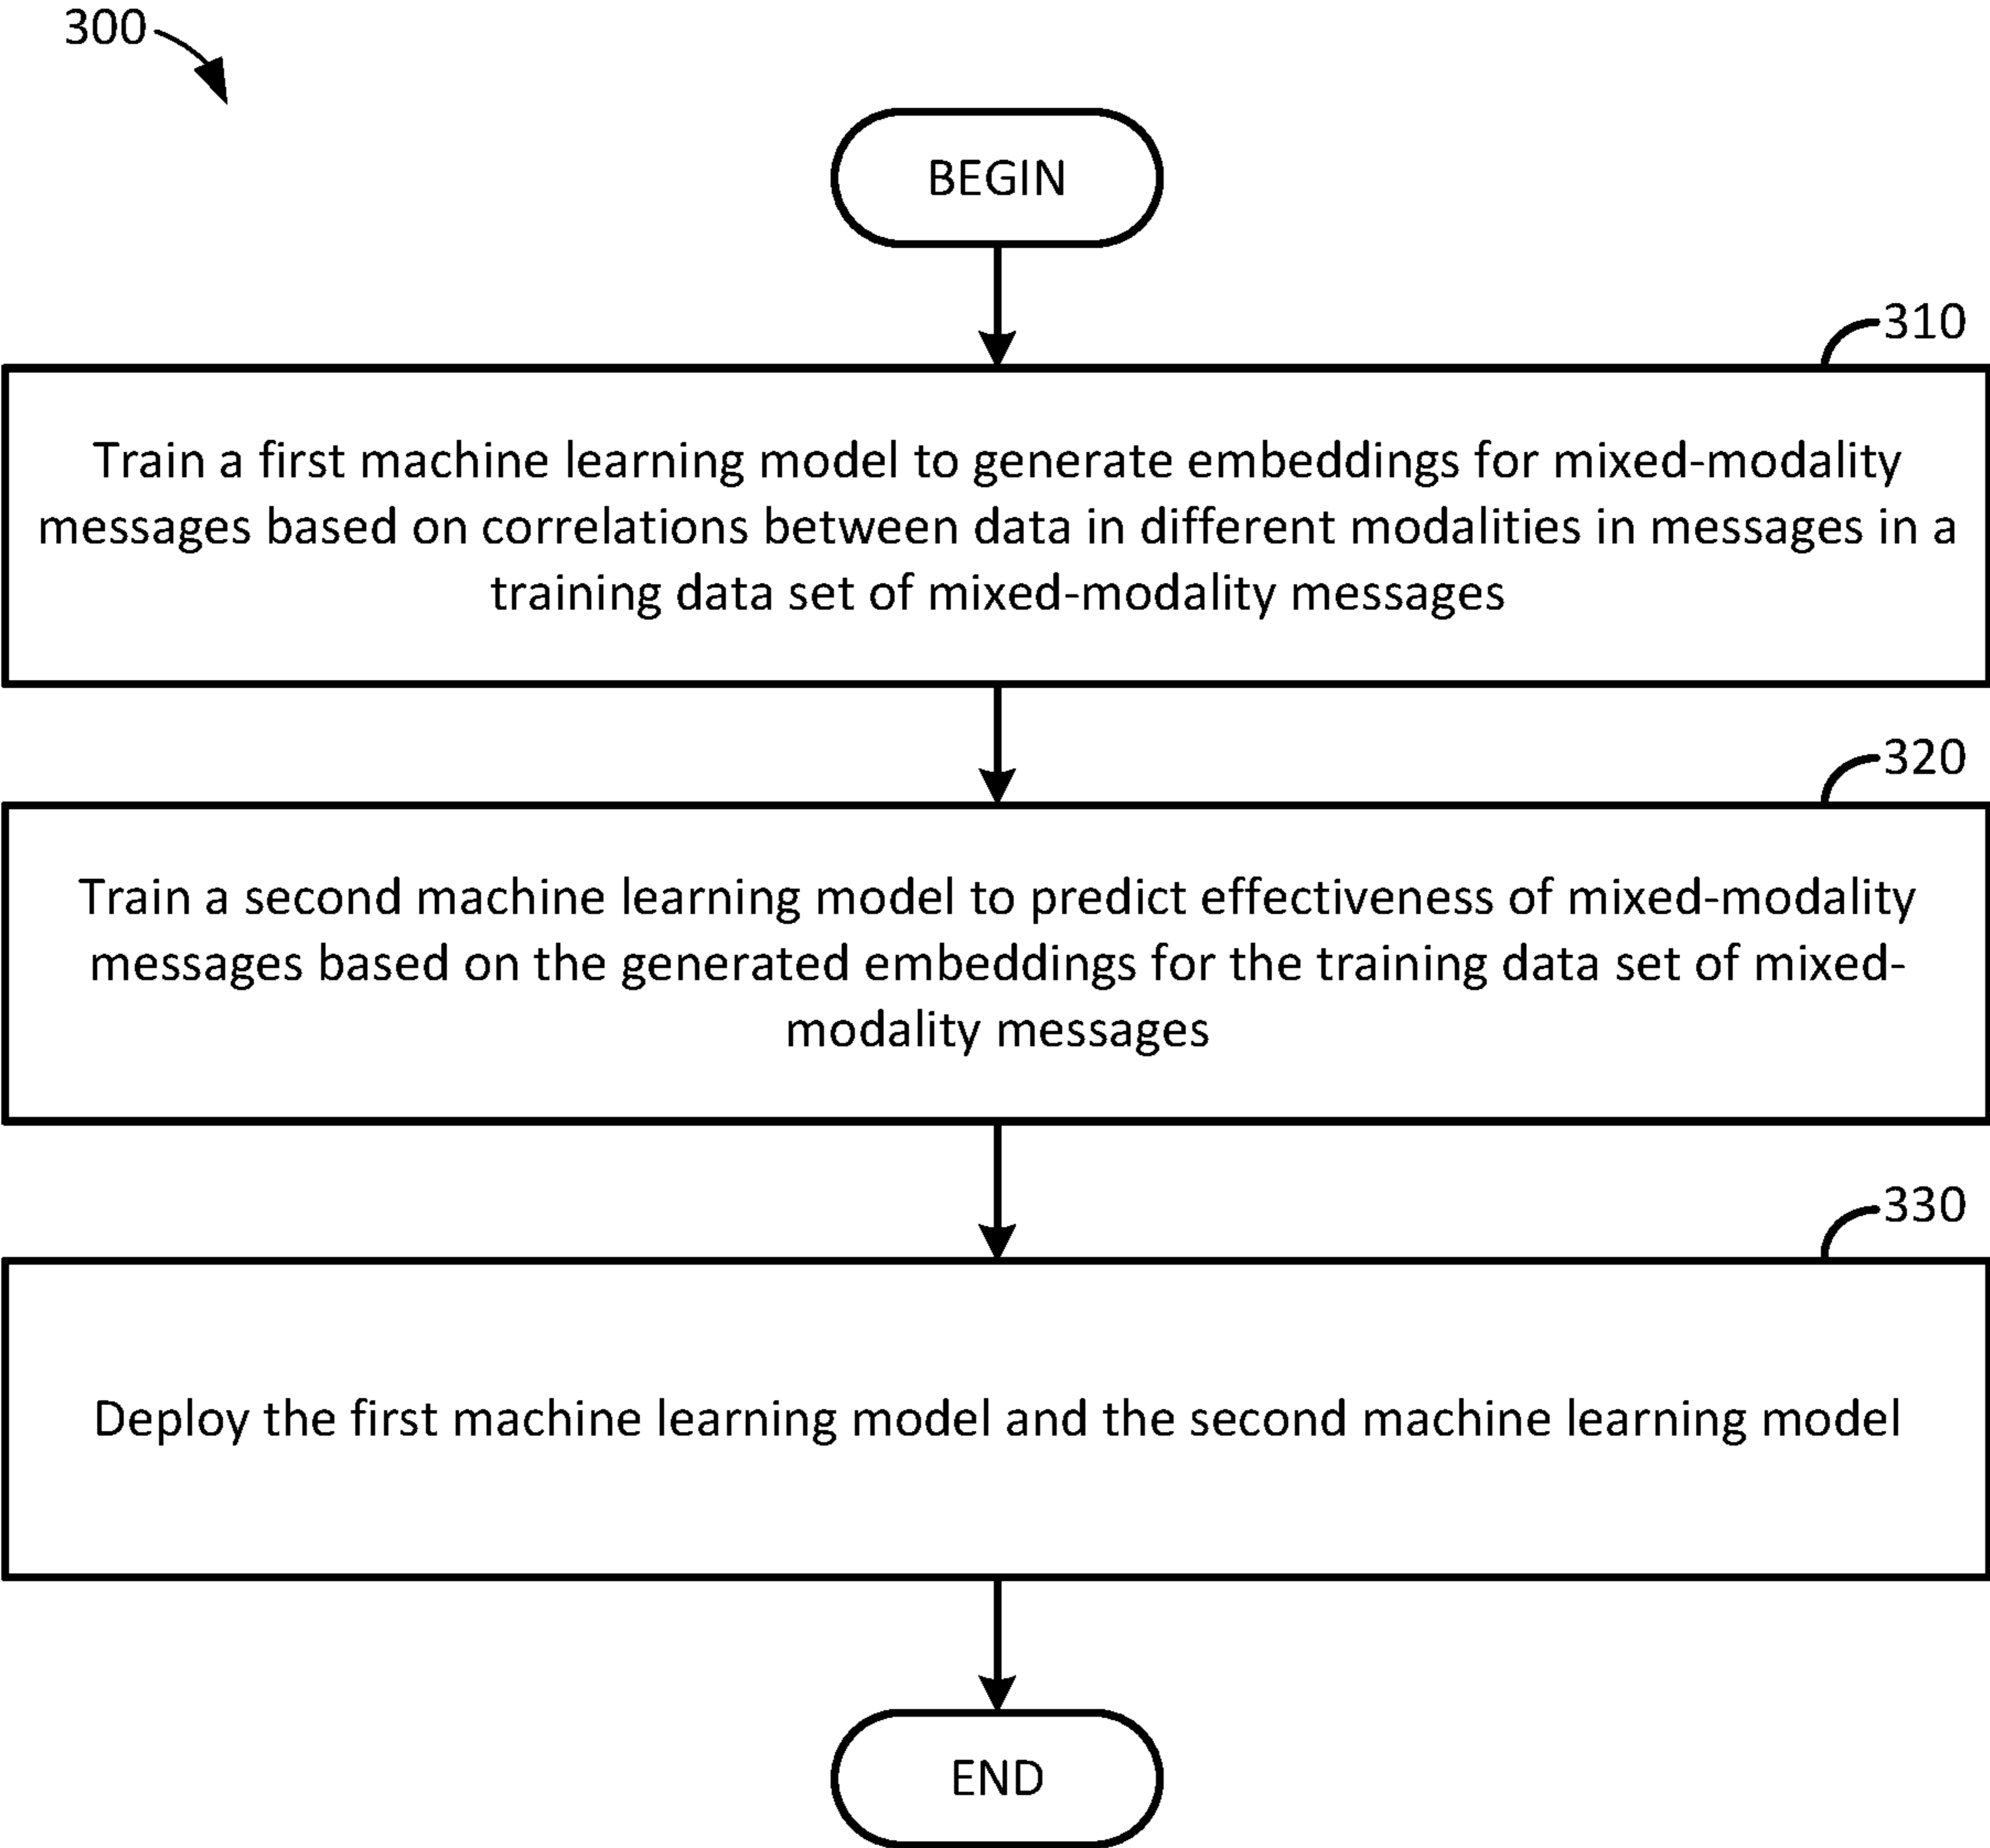 300
BEGIN
310
Train a first machine learning model to generate embeddings for mixed-modality
messages based on correlations between data in different modalities in messages in a
training data set of mixed-modality messages
320
Train a second machine learning model to predict effectiveness of mixed-modality
messages based on the generated embeddings for the training data set of mixed-
modality messages
330
Deploy the first machine learning model and the second machine learning model
END